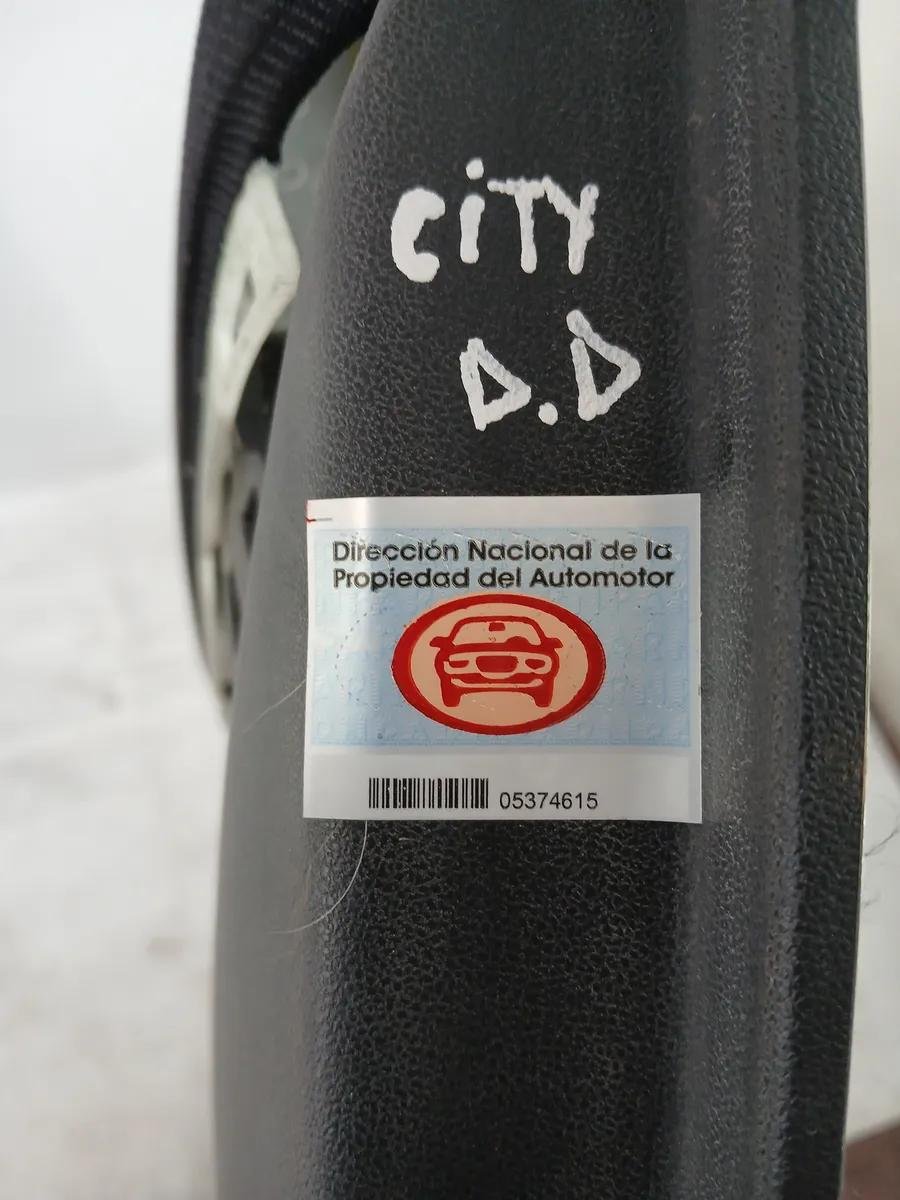 CiTY
D.D
Dirección Nacional de la
Propiedad del Automotor
05374615